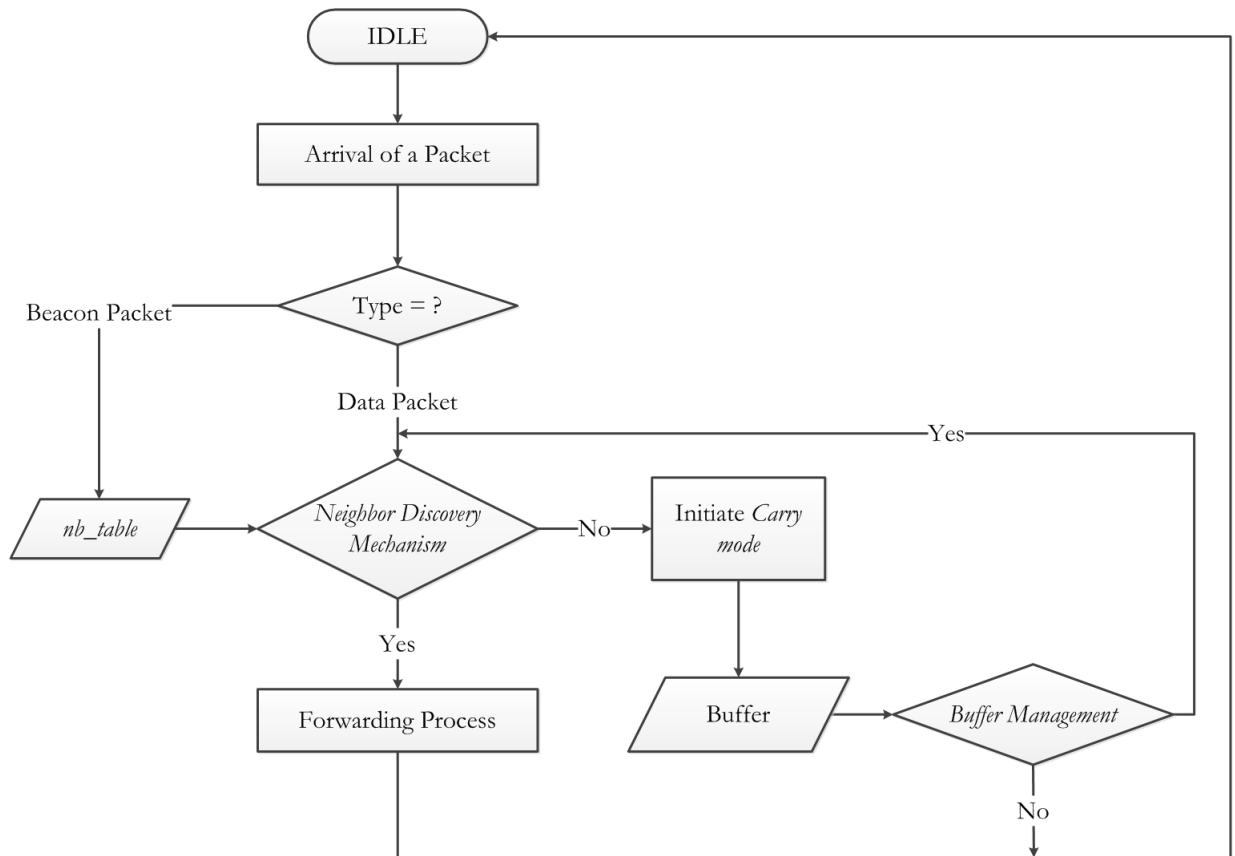 IDLE
Arrival of a Packet
Type = ?
Beacon Packet
Data Packet
Yes
nb_table
Neighbor Discovery
Mechanism
No
Initiate Carry
mode
Yes
Forwarding Process
Buffer
Buffer Management
No